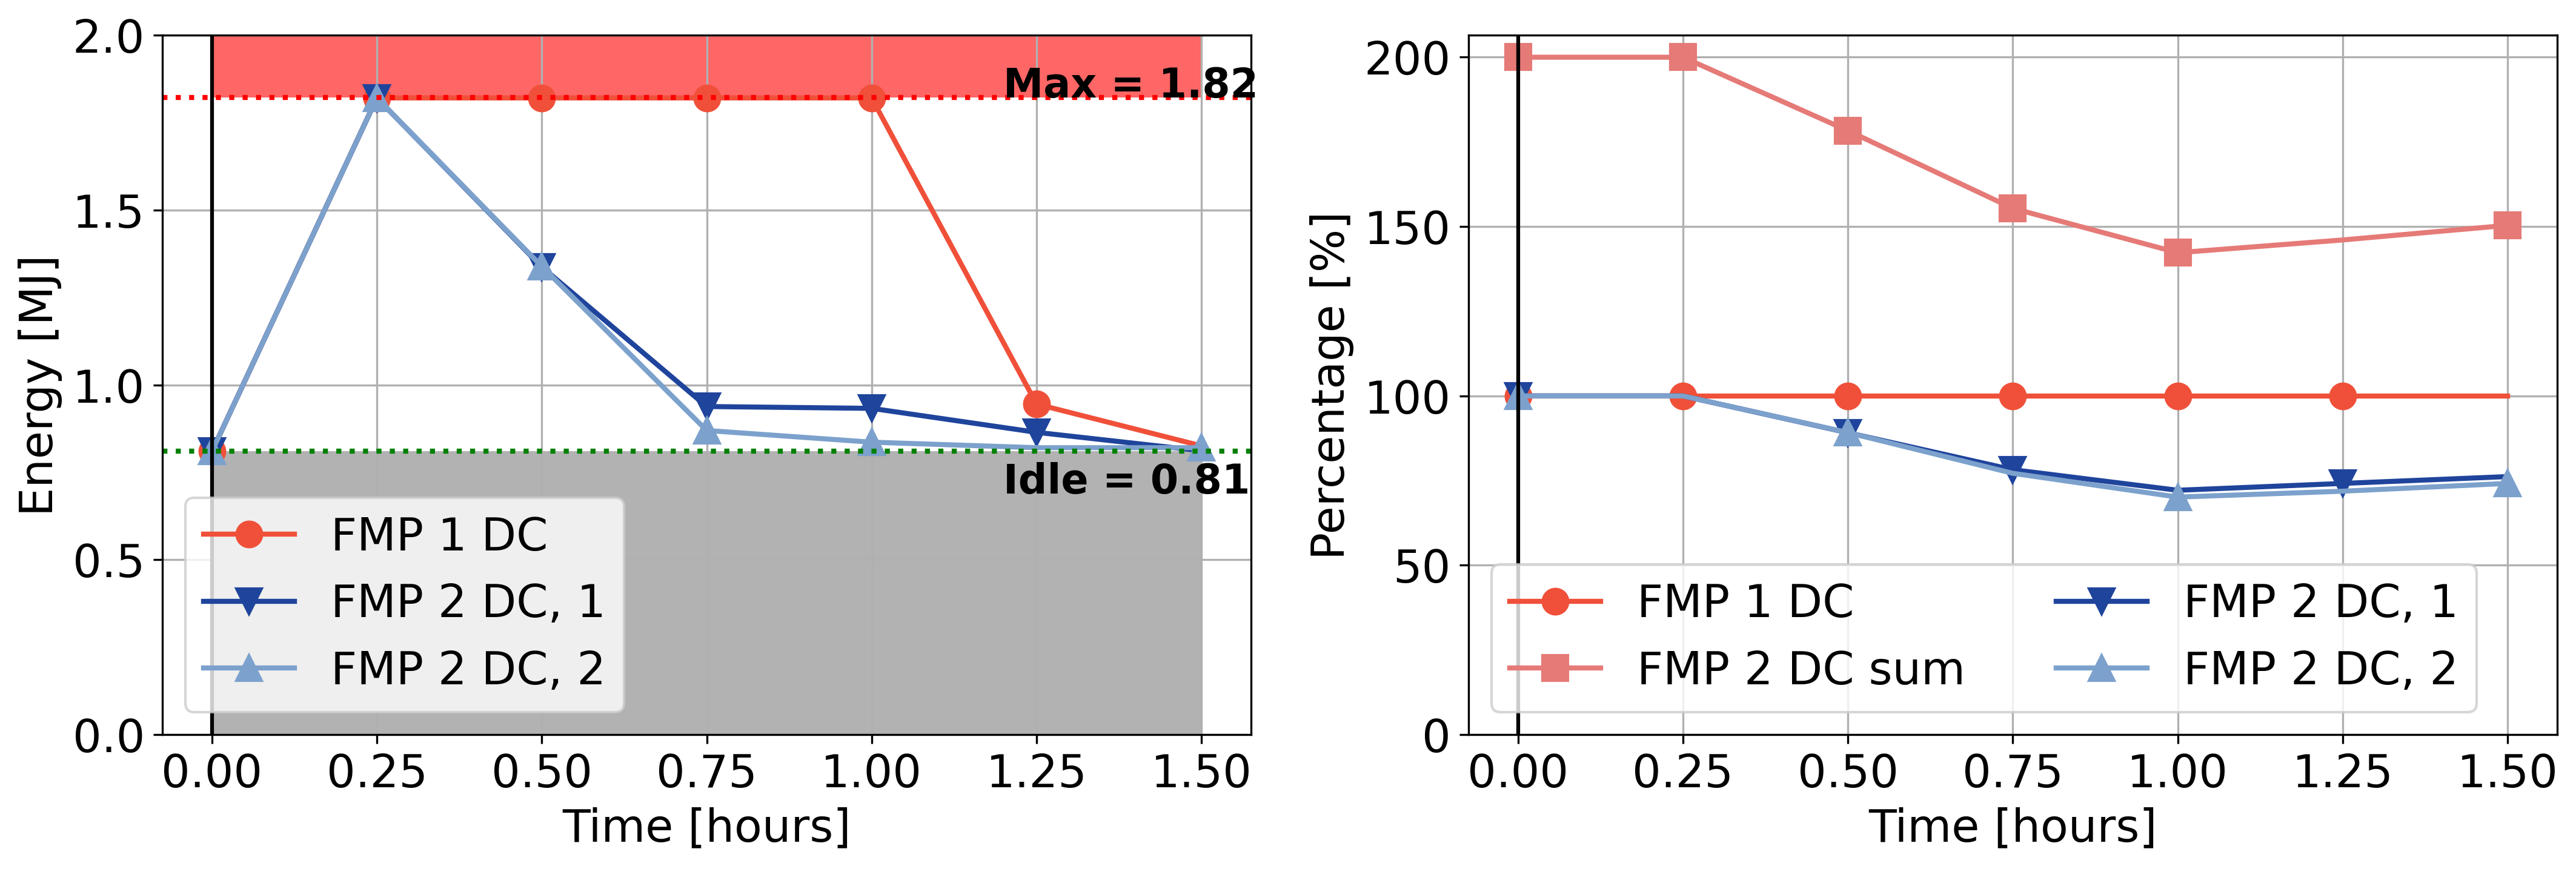 2.0
1.5
1.0
0.5
0.0
Energy [MJ]
Max = 1.82
Idle = 0.81
FMP 1 DC
FMP 2 DC, 1
FMP 2 DC, 2
0.00 0.25 0.50 0.75 1.00 1.25 1.50
Time [hours]
200
150
100
50
0
Percentage [%]
FMP 1 DC
FMP 2 DC sum
FMP 2 DC, 1
FMP 2 DC, 2
0.00 0.25 0.50 0.75 1.00 1.25 1.50
Time [hours]